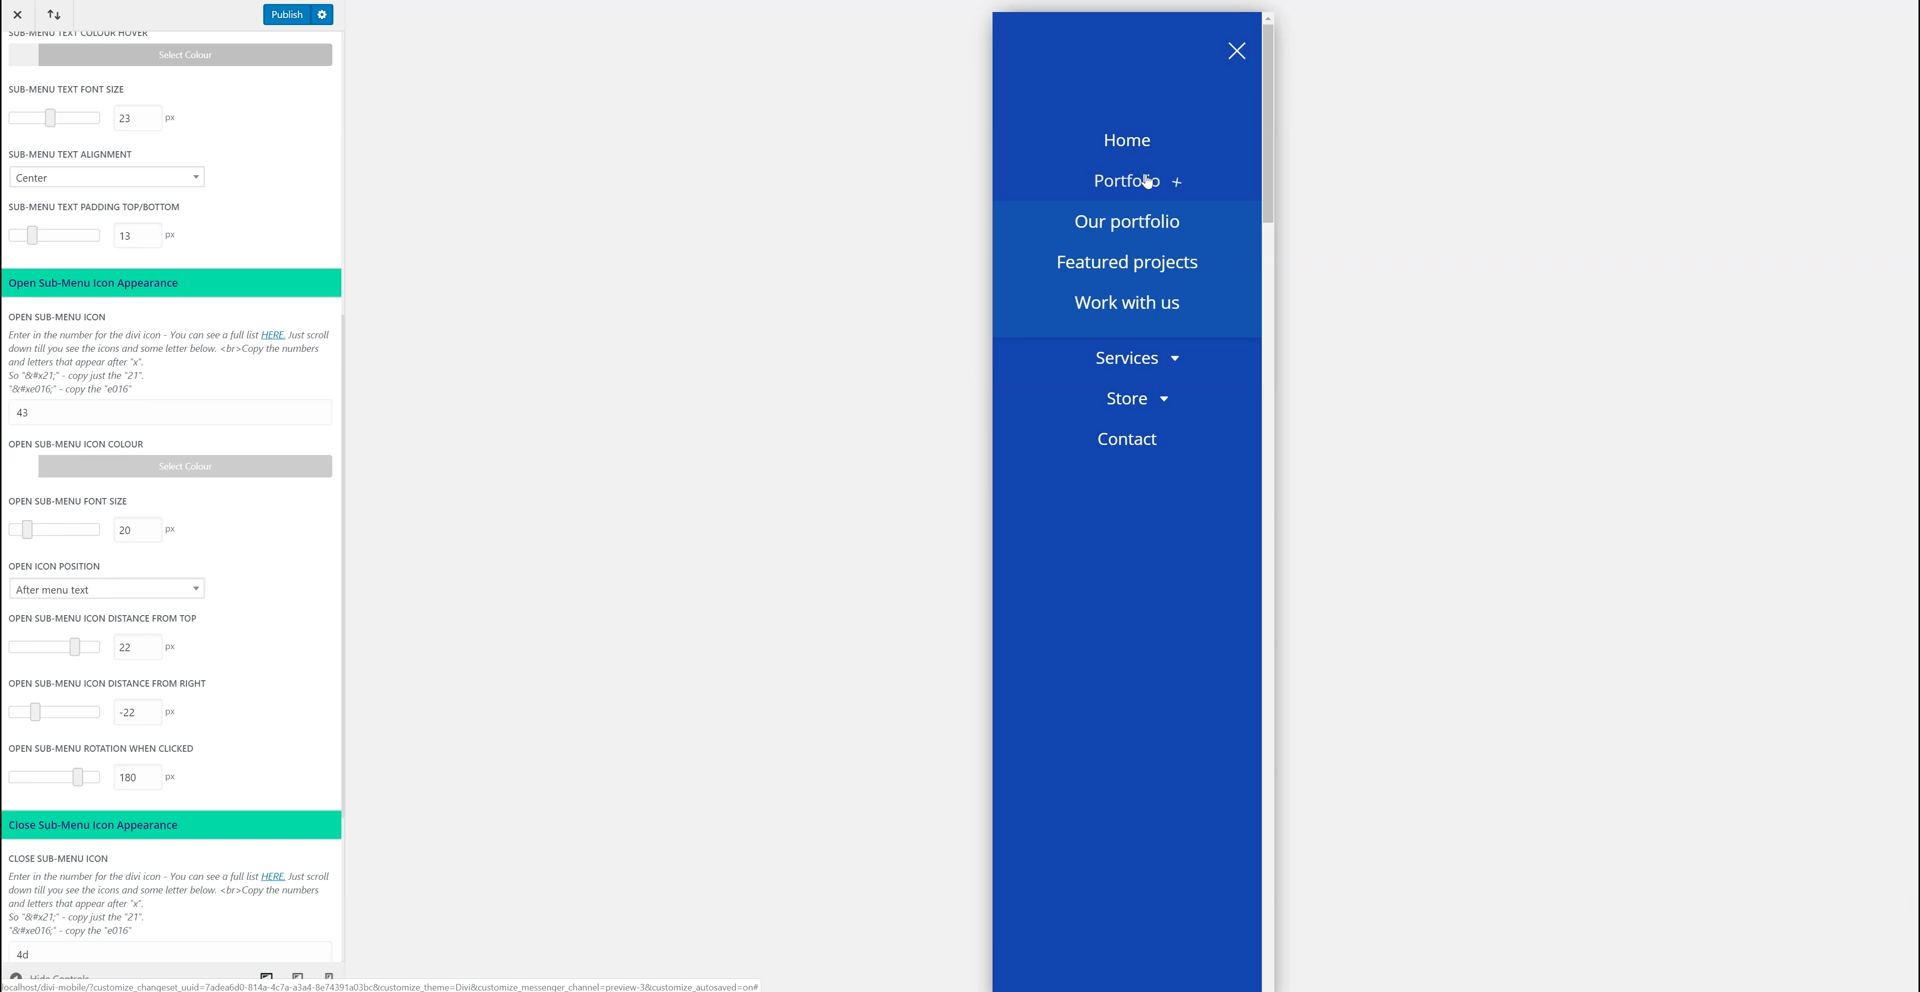 Publish
SUB-MENU TEXT COLOUR HOVER
Select Colour
SUB-MENU TEXT FONT SIZE
23 px
SUB-MENU TEXT ALIGNMENT
Center
SUB-MENU TEXT PADDING TOP/BOTTOM
13 px
Open Sub-Menu Icon Appearance
OPEN SUB-MENU ICON
Enter in the number for the divi icon - You can see a full list HERE. Just scroll
down till you see the icons and some letter below. <br>Copy the numbers
and letters that appear after "x".
So "&#x21;" - copy just the "21".
"&#xe016;" - copy the "e016"
43
OPEN SUB-MENU ICON COLOUR
Select Colour
OPEN SUB-MENU FONT SIZE
20 px
OPEN ICON POSITION
After menu text
OPEN SUB-MENU ICON DISTANCE FROM TOP
22 px
OPEN SUB-MENU ICON DISTANCE FROM RIGHT
-22 px
OPEN SUB-MENU ROTATION WHEN CLICKED
180 px
Close Sub-Menu Icon Appearance
CLOSE SUB-MENU ICON
Enter in the number for the divi icon - You can see a full list HERE. Just scroll
down till you see the icons and some letter below. <br>Copy the numbers
and letters that appear after "x".
So "&#x21;" - copy just the "21".
"&#xe016;" - copy the "e016"
4d
Hide Controls
localhost/divi-mobile/?customize_changeset_uuid=7adea6d0-814a-4c7a-a3a4-8e74391a03bc&customize_theme=Divi&customize_messenger_channel=preview-3&customize_autosaved=on#
Home
Portfolio +
Our portfolio
Featured projects
Work with us
Services
Store
Contact